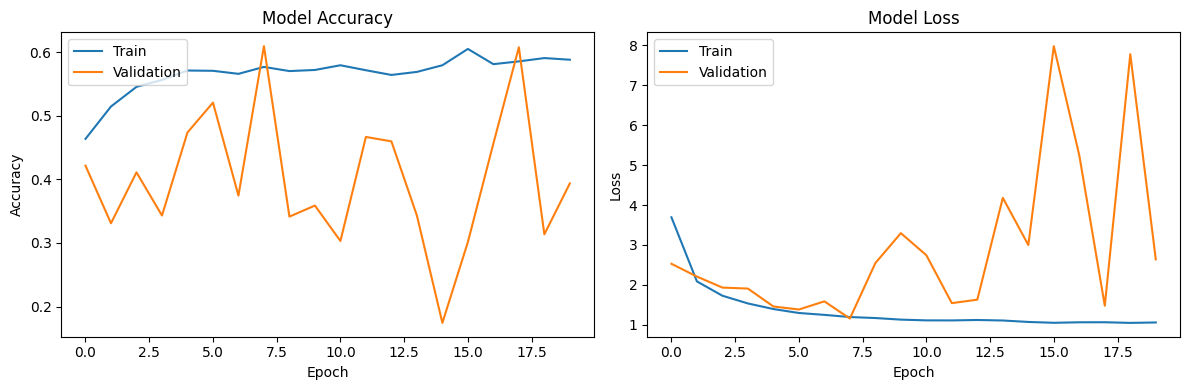 Model Accuracy
Train
Validation
0.6
0.5
0.4
0.3
0.2
Accuracy
0.0
2.5
5.0
7.5
10.0
12.5
15.0
17.5
Epoch
Model Loss
Train
Validation
8
7
6
5
4
3
2
1
Loss
0.0
2.5
5.0
7.5
10.0
12.5
15.0
17.5
Epoch